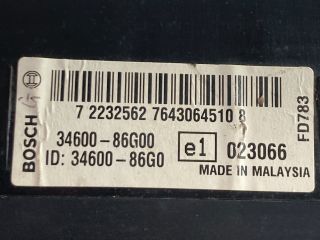 BOSCH
7 2232562 7643064510 8
34600-86G00
ID: 34600-86G0
e1
023066
MADE IN MALAYSIA
FD783